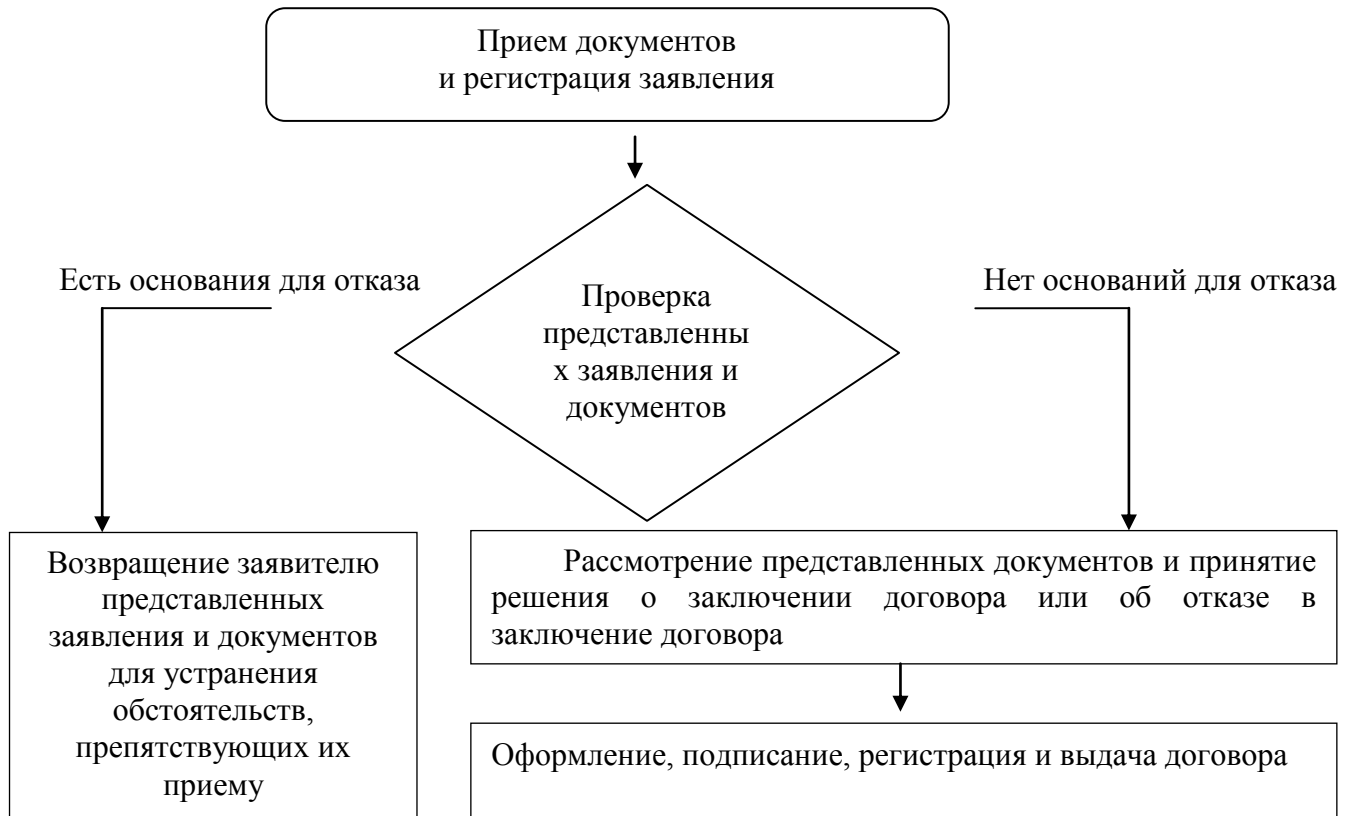 Прием документов
и регистрация заявления
Есть основания для отказа
Нет оснований для отказа
Проверка
представленны
х заявления и
документов
Возвращение заявителю
представленных
заявления и документов
для устранения
обстоятельств,
препятствующих их
приему
Рассмотрение представленных документов и принятие
решения о заключении договора или об отказе в
заключение договора
Оформление, подписание, регистрация и выдача договора